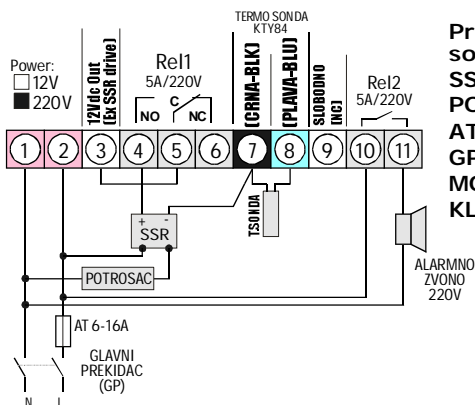 TERMO SONDA
KTY84
Power:
12V
220V
12Vdc Out
(Ex SSR drive)
Rel1
5A/220V
C
NO
NC
(CRNA-BLK)
(PLAVA-BLU)
SLOBODNO
(NC)
Rel2
5A/220V
1
2
3
4
5
6
7
8
9
10
11
+ -
SSR
T.SONDA
POTROSAC
ALARMNO
ZVONO
220V
AT 6-16A
GLAVNI
PREKIDAC
(GP)
N
L
Pr
so
SS
PO
AT
GP
MO
KL